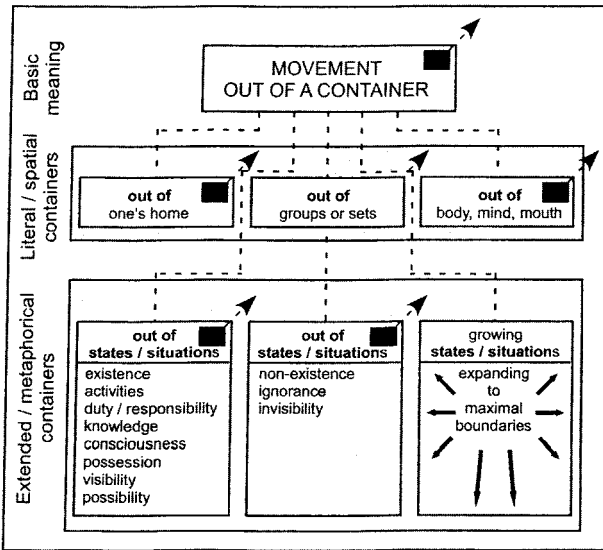 Basic
meaning
MOVEMENT
OUT OF A CONTAINER
Literal / spatial
containers
out of
one's home
out of
groups or sets
out of
body, mind, mouth
Extended / metaphorical
containers
out of
states / situations
existence
activities
duty / responsibility
knowledge
consciousness
possession
visibility
possibility
out of
states / situations
non-existence
ignorance
invisibility
growing
states / situations
expanding
to
maximal
boundaries